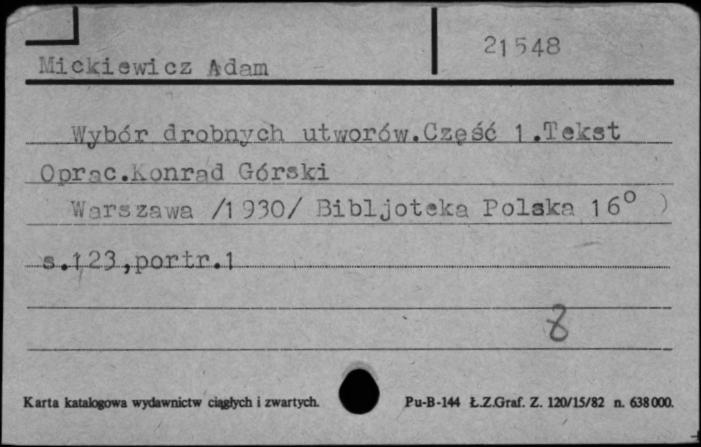 21548
Mickiewicz Adam
Wybór drobnych utworów.Część 1.Tekst
Oprac.Konrad Górski
Warszawa /1930/ Bibljoteka Polska 16° )
s.123,portr.1
8
Karta katalogowa wydawnictw ciągłych i zwartych.
Pu-B-144 Ł.Z.Graf. Z. 120/15/82 n. 638000.